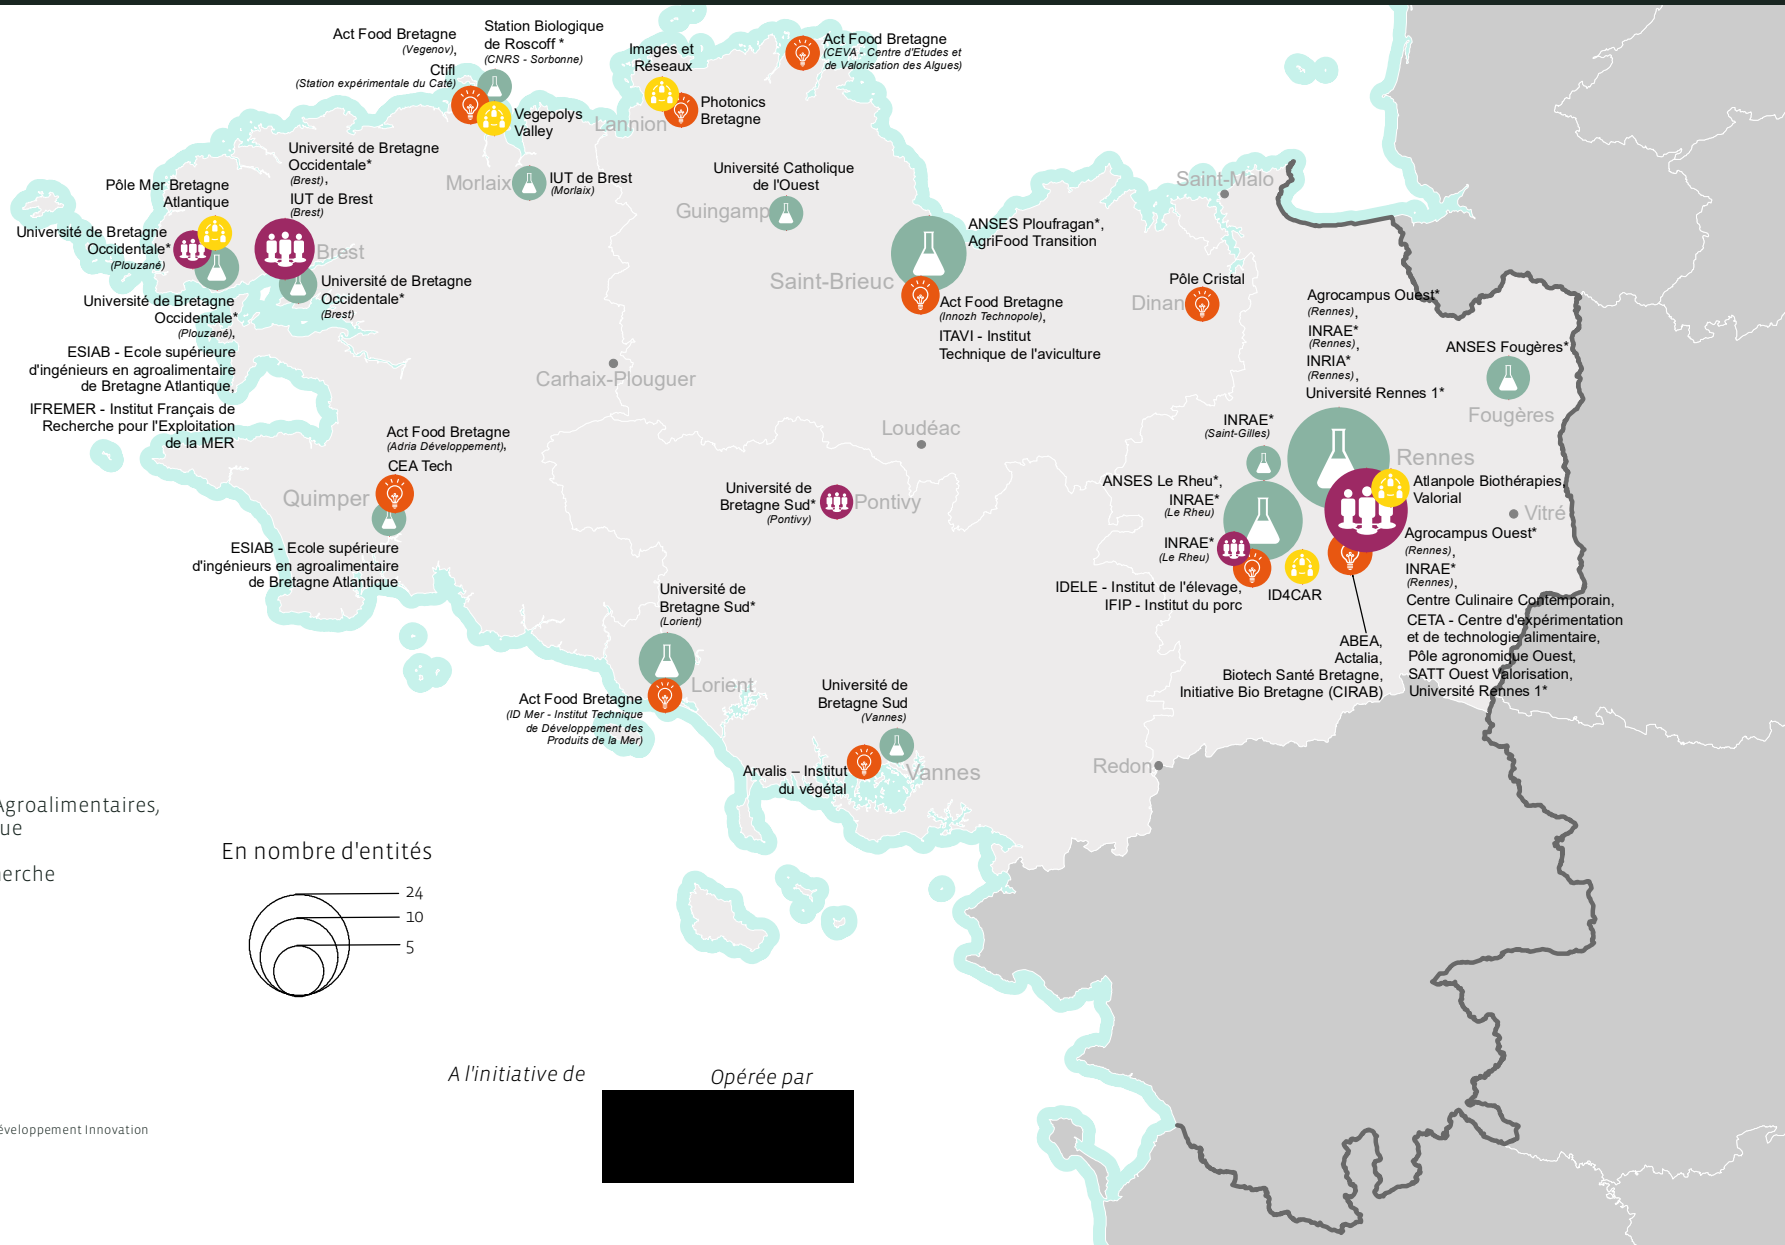 Act Food Bretagne
(Vegenov),
Ctifl
(Station expérimentale du Caté)
Station Biologique
de Roscoff *
(CNRS - Sorbonne)
Vegepolys
Valley
Images et
Réseaux
Lannion
Photonics
Bretagne
Act Food Bretagne
(CEVA - Centre d'Etudes et
de Valorisation des Algues)
Université de Bretagne
Occidentale*
(Brest),
IUT de Brest
(Brest)
Morlaix
IUT de Brest
(Morlaix)
Université Catholique
de l'Ouest
Guingamp
Saint-Malo
Pôle Mer Bretagne
Atlantique
Université de Bretagne
Occidentale*
(Plouzané)
Brest
Université de Bretagne
Occidentale*
(Brest)
Université de Bretagne
Occidentale*
(Plouzané),
ESIAB - Ecole supérieure
d'ingénieurs en agroalimentaire
de Bretagne Atlantique,
IFREMER - Institut Français de
Recherche pour l'Exploitation
de la MER
ANSES Ploufragan*,
AgriFood Transition
Saint-Brieuc
Act Food Bretagne
(Innozh Technopole),
ITAVI - Institut
Technique de l'aviculture
Pôle Cristal
Dinan
Agrocampus Ouest*
(Rennes),
INRAE*
(Rennes),
INRIA*
(Rennes),
Université Rennes 1*
ANSES Fougères*
Fougères
Carhaix-Plouguer
Loudéac
Act Food Bretagne
(Adria Développement),
CEA Tech
Quimper
ESIAB - Ecole supérieure
d'ingénieurs en agroalimentaire
de Bretagne Atlantique
Université de
Bretagne Sud*
(Pontivy)
Pontivy
INRAE*
(Saint-Gilles)
Rennes
ANSES Le Rheu*,
INRAE*
(Le Rheu)
INRAE*
(Le Rheu)
Atlanpole Biothérapies,
Valorial
Vitré
IDELE - Institut de l'élevage,
IFIP - Institut du porc
ID4CAR
Agrocampus Ouest*
(Rennes),
INRAE*
(Rennes),
Centre Culinaire Contemporain,
CETA - Centre d'expérimentation
et de technologie alimentaire,
Pôle agronomique Ouest,
SATT Ouest Valorisation,
Université Rennes 1*
ABEA,
Actalia,
Biotech Santé Bretagne,
Initiative Bio Bretagne (CIRAB)
Université de
Bretagne Sud*
(Lorient)
Lorient
Act Food Bretagne
(ID Mer - Institut Technique
de Développement des
Produits de la Mer)
Université de
Bretagne Sud
(Vannes)
Arvalis – Institut
du végétal
Vannes
Redon
Agroalimentaires,
ue
herche
En nombre d'entités
24
10
5
A l'initiative de
Opérée par
éveloppement Innovation